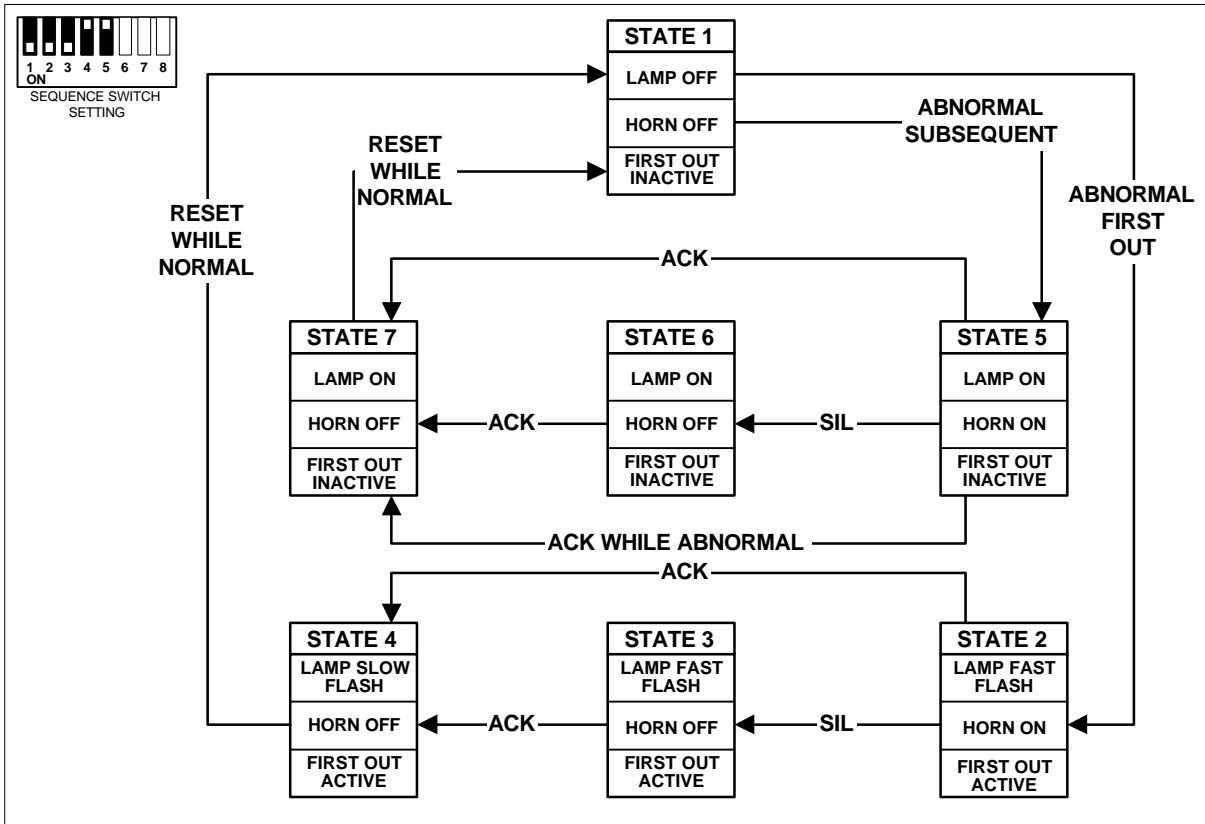 1 2 3 4 5 6 7 8
ON
SEQUENCE SWITCH
SETTING
STATE 1
LAMP OFF
HORN OFF
FIRST OUT
INACTIVE
ABNORMAL
SUBSEQUENT
ABNORMAL
FIRST
OUT
RESET
WHILE
NORMAL
RESET
WHILE
NORMAL
ACK
STATE 7
LAMP ON
HORN OFF
FIRST OUT
INACTIVE
ACK
STATE 6
LAMP ON
HORN OFF
FIRST OUT
INACTIVE
SIL
STATE 5
LAMP ON
HORN ON
FIRST OUT
INACTIVE
ACK WHILE ABNORMAL
ACK
STATE 4
LAMP SLOW
FLASH
HORN OFF
FIRST OUT
ACTIVE
ACK
STATE 3
LAMP FAST
FLASH
HORN OFF
FIRST OUT
ACTIVE
SIL
STATE 2
LAMP FAST
FLASH
HORN ON
FIRST OUT
ACTIVE